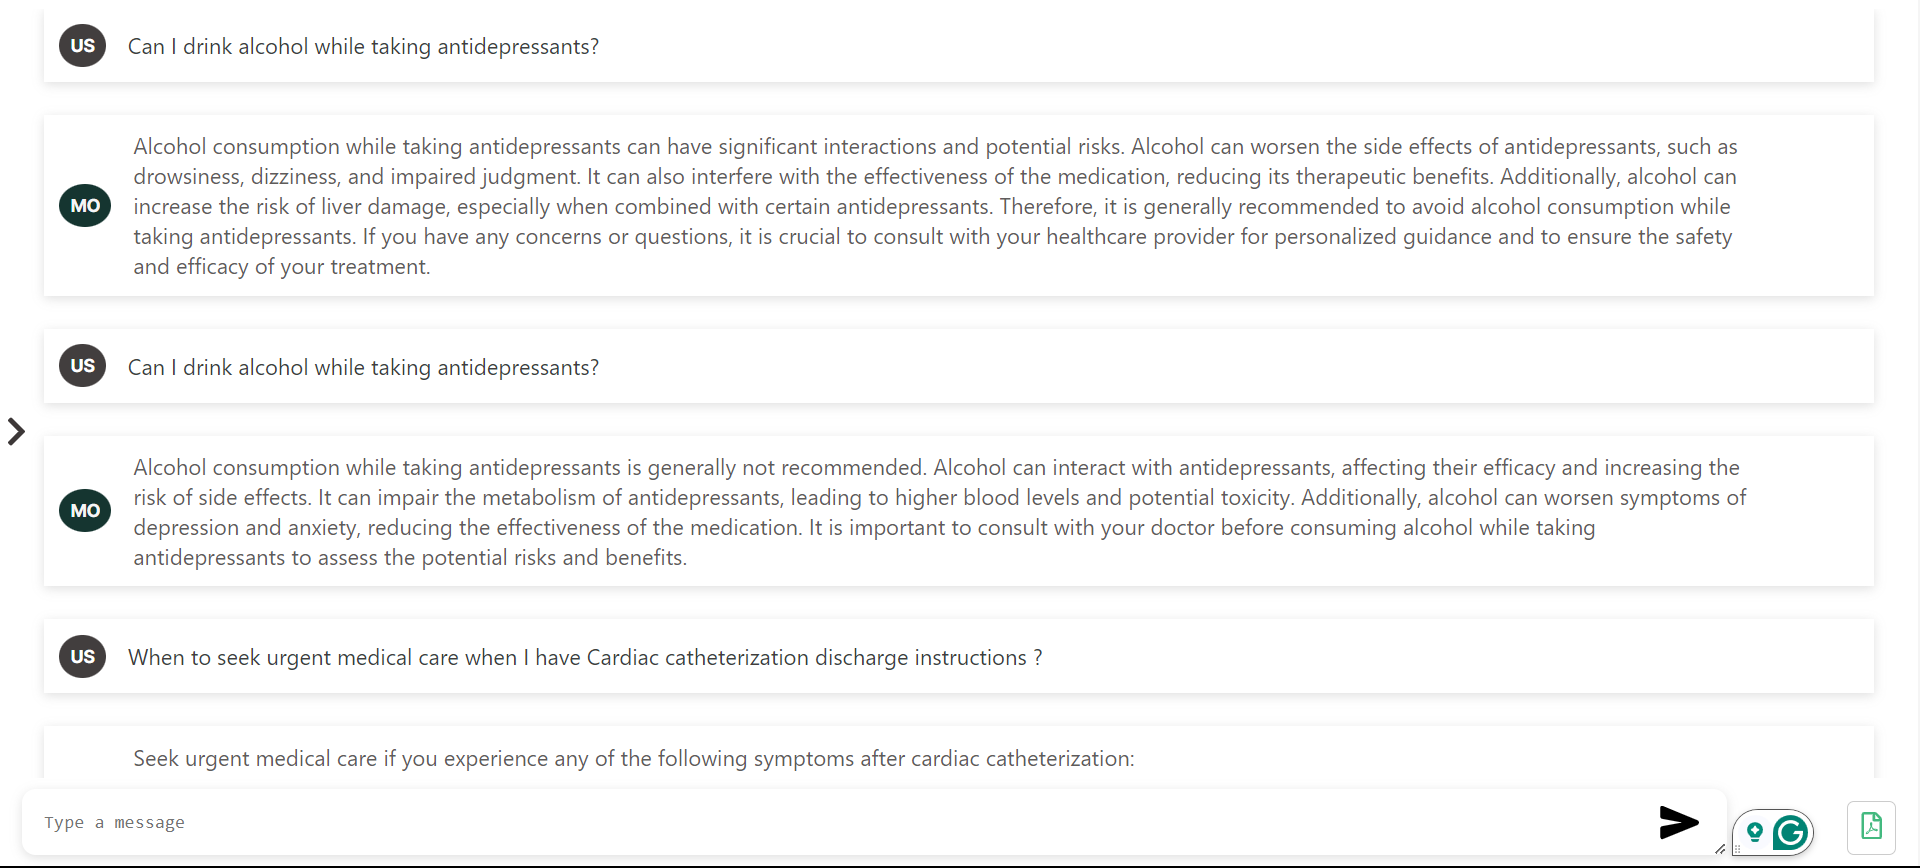 US
Can I drink alcohol while taking antidepressants?
Alcohol consumption while taking antidepressants can have significant interactions and potential risks. Alcohol can worsen the side effects of antidepressants, such as
drowsiness, dizziness, and impaired judgment. It can also interfere with the effectiveness of the medication, reducing its therapeutic benefits. Additionally, alcohol can
MO
increase the risk of liver damage, especially when combined with certain antidepressants. Therefore, it is generally recommended to avoid alcohol consumption while
taking antidepressants. If you have any concerns or questions, it is crucial to consult with your healthcare provider for personalized guidance and to ensure the safety
and efficacy of your treatment.
US
Can I drink alcohol while taking antidepressants?
Alcohol consumption while taking antidepressants is generally not recommended. Alcohol can interact with antidepressants, affecting their efficacy and increasing the
risk of side effects. It can impair the metabolism of antidepressants, leading to higher blood levels and potential toxicity. Additionally, alcohol can worsen symptoms of
MO
depression and anxiety, reducing the effectiveness of the medication. It is important to consult with your doctor before consuming alcohol while taking
antidepressants to assess the potential risks and benefits.
US
When to seek urgent medical care when I have Cardiac catheterization discharge instructions ?
Seek urgent medical care if you experience any of the following symptoms after cardiac catheterization:
Type a message